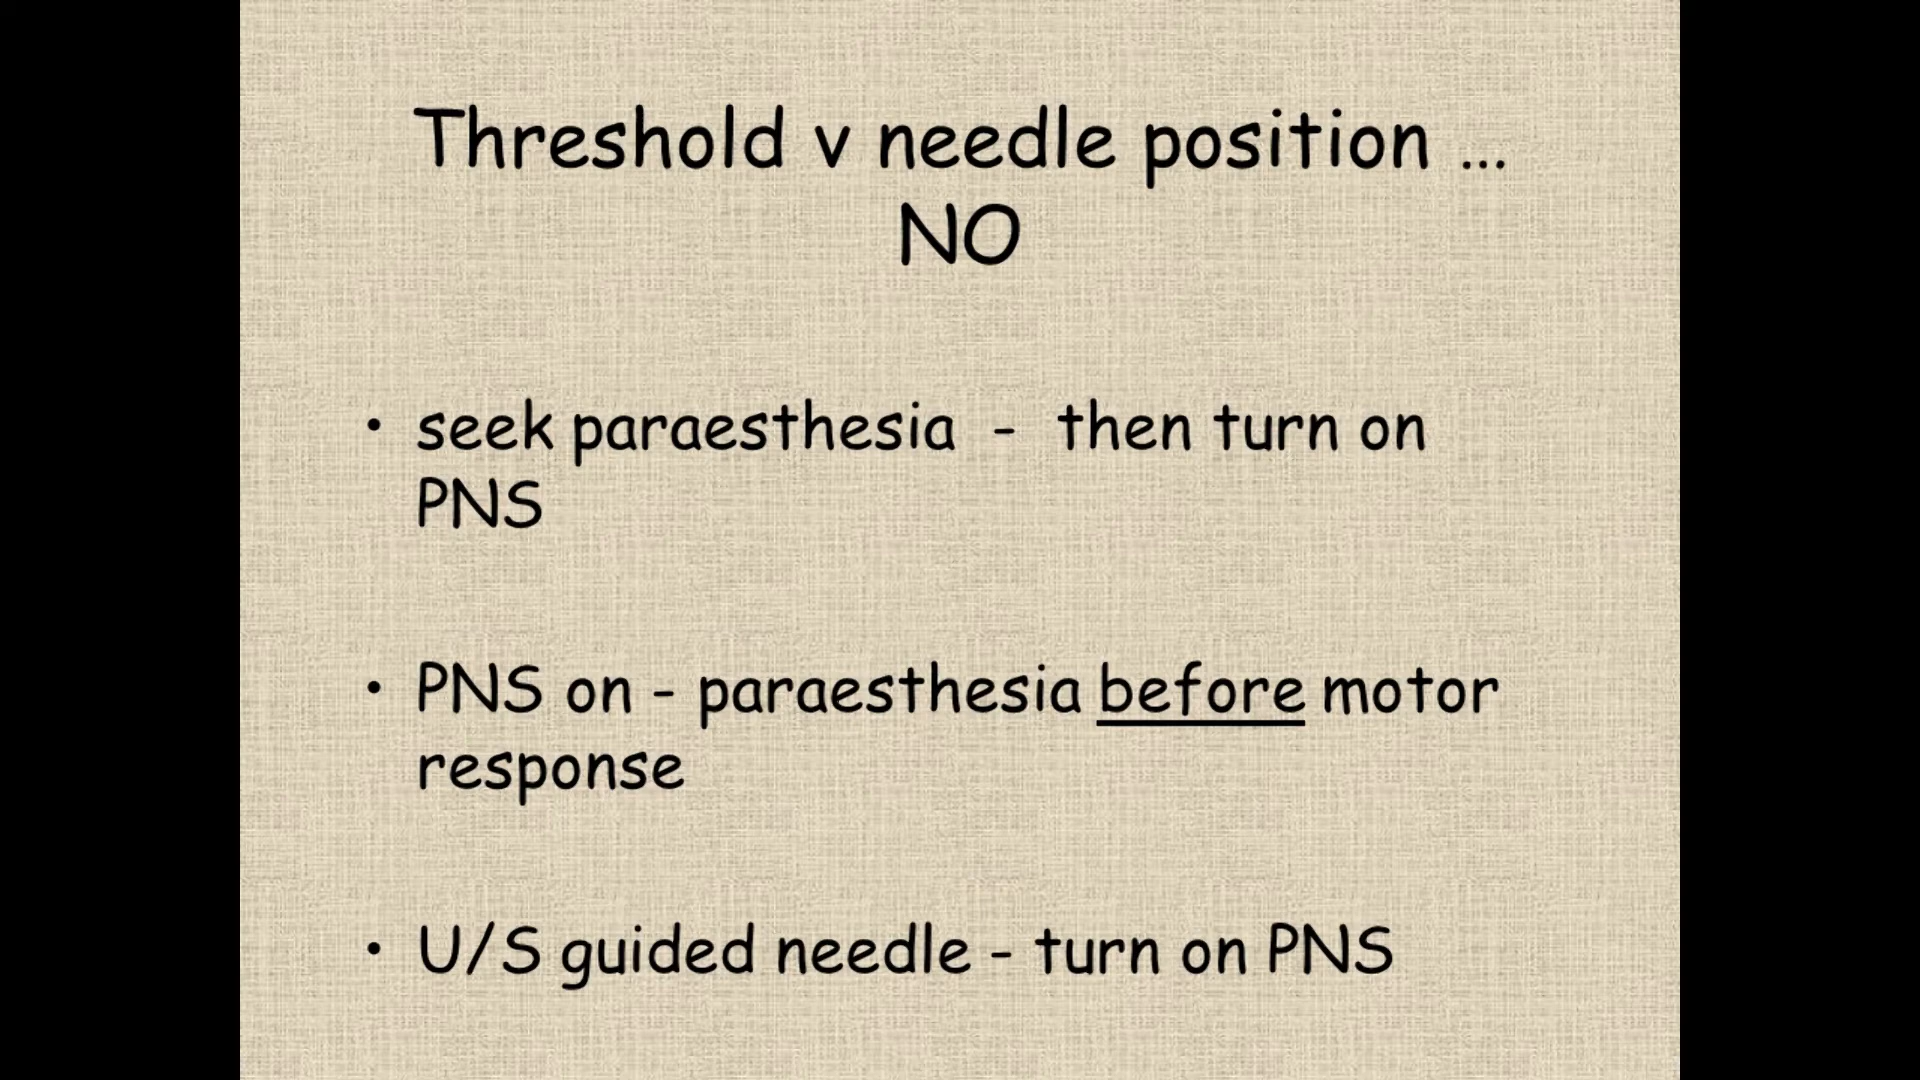 Threshold v needle position ...
NO
• seek paraesthesia - then turn on
PNS
• PNS on - paraesthesia before motor
response
• U/S guided needle - turn on PNS